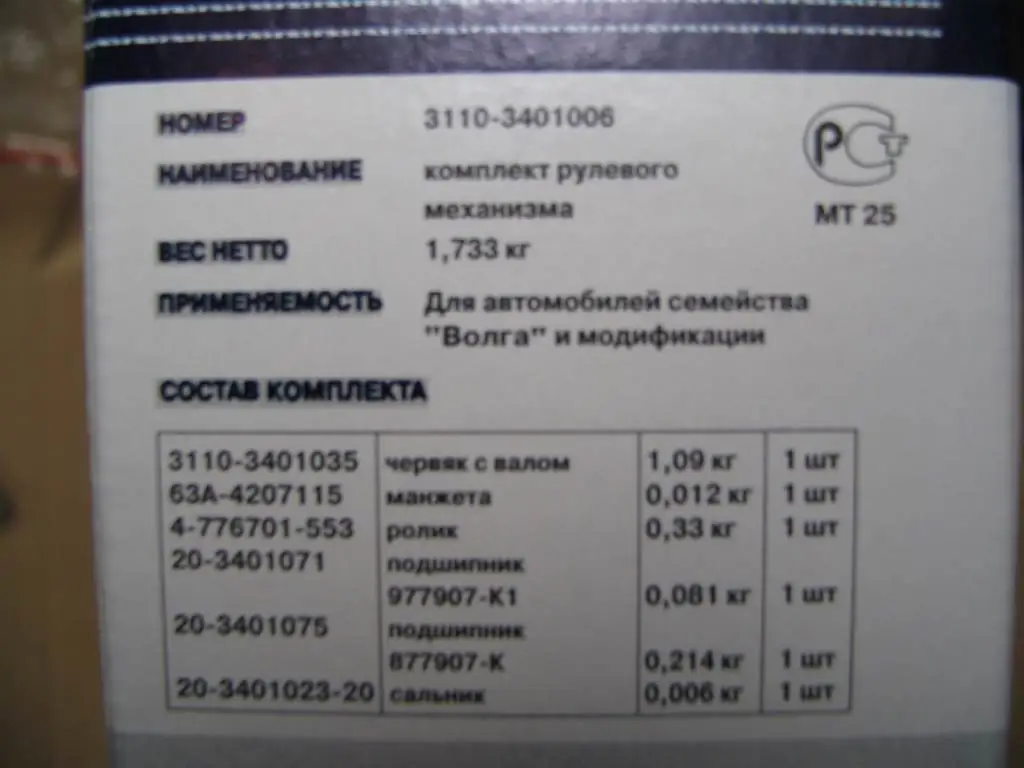 НОМЕР 3110-3401006
НАИМЕНОВАНИЕ комплект рулевого
механизма
РСТ
МТ 25
ВЕС НЕТТО 1,733 кг
ПРИМЕНЯЕМОСТЬ Для автомобилей семейства
"Волга" и модификации
СОСТАВ КОМПЛЕКТА
3110-3401035 червяк с валом 1,09 кг 1 шт
63А-4207115 манжета 0,012 кг 1 шт
4-776701-553 ролик 0,33 кг 1 шт
20-3401071 подшипник
977907-К1 0,081 кг 1 шт
20-3401075 подшипник
877907-К 0,214 кг 1 шт
20-3401023-20 сальник 0,006 кг 1 шт